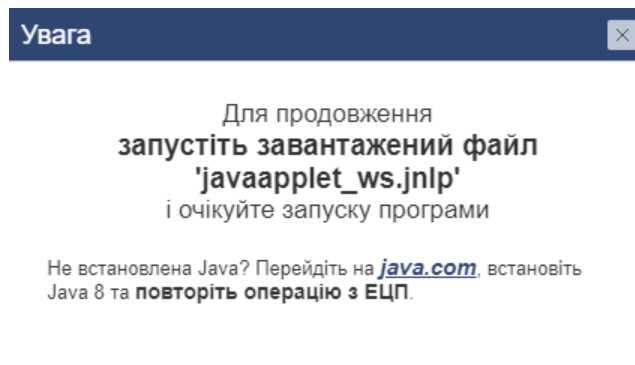 Увага
Для продовження
запустіть завантажений файл
'javaapplet_ws.jnlp'
і очікуйте запуску програми
Не встановлена Java? Перейдіть на java.com, встановіть
Java 8 та повторіть операцію з ЕЦП.